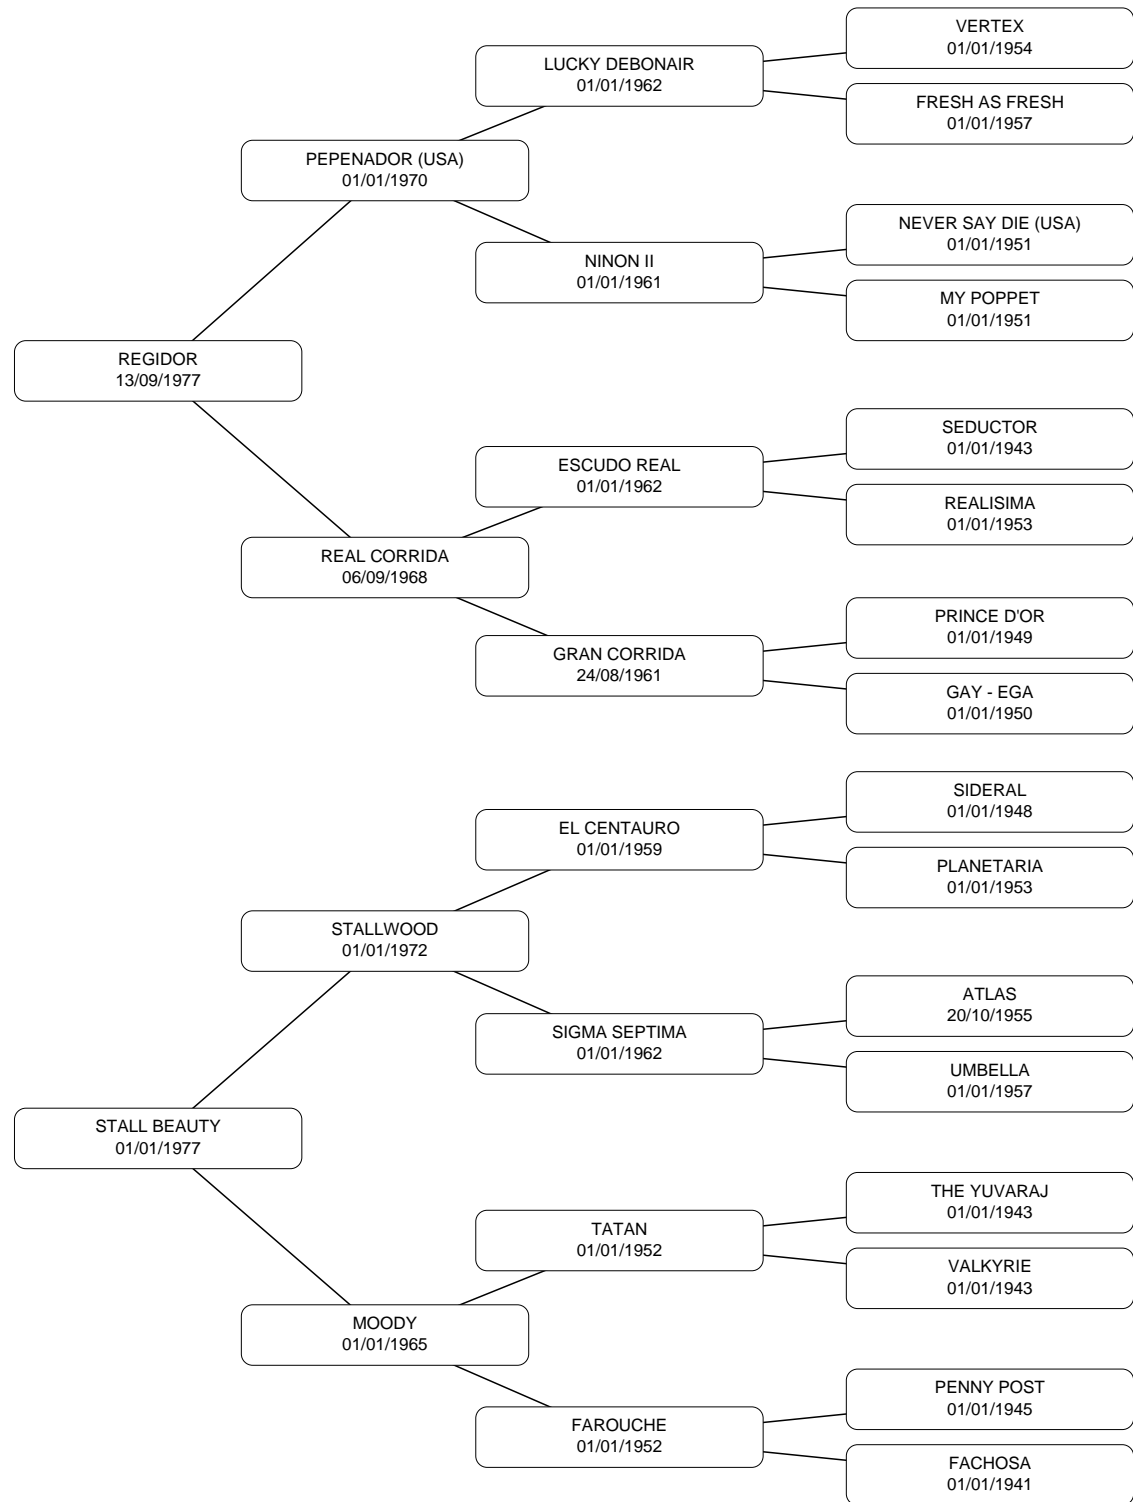 VERTEX
01/01/1954
LUCKY DEBONAIR
01/01/1962
FRESH AS FRESH
01/01/1957
PEPENADOR (USA)
01/01/1970
NEVER SAY DIE (USA)
01/01/1951
NINON II
01/01/1961
MY POPPET
01/01/1951
REGIDOR
13/09/1977
SEDUCTOR
01/01/1943
ESCUDO REAL
01/01/1962
REALISIMA
01/01/1953
REAL CORRIDA
06/09/1968
PRINCE D'OR
01/01/1949
GRAN CORRIDA
24/08/1961
GAY - EGA
01/01/1950
SIDERAL
01/01/1948
EL CENTAURO
01/01/1959
PLANETARIA
01/01/1953
STALLWOOD
01/01/1972
ATLAS
20/10/1955
SIGMA SEPTIMA
01/01/1962
UMBELLA
01/01/1957
STALL BEAUTY
01/01/1977
THE YUVARAJ
01/01/1943
TATAN
01/01/1952
VALKYRIE
01/01/1943
MOODY
01/01/1965
PENNY POST
01/01/1945
FAROUCHE
01/01/1952
FACHOSA
01/01/1941